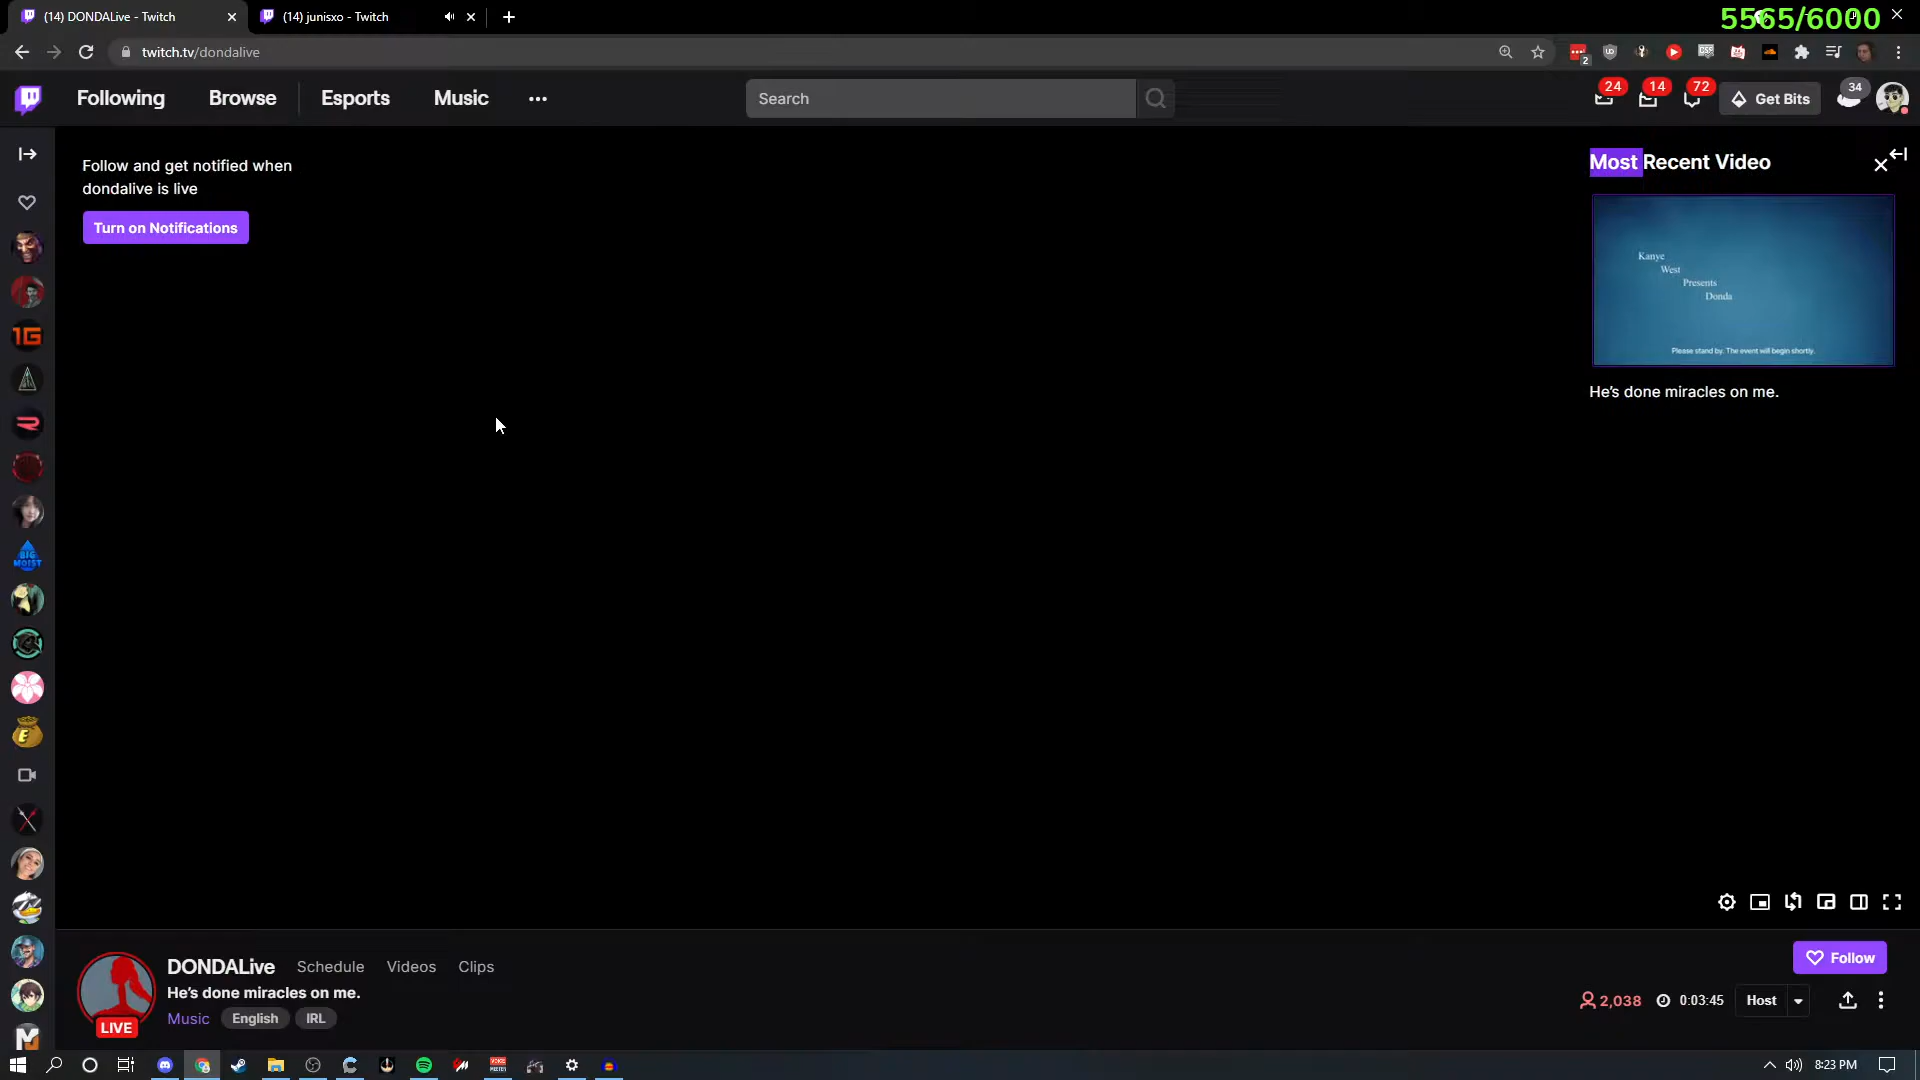 (14) DONDALive - Twitch
(14) junisxo - Twitch
5565/6000
twitch.tv/dondalive
2
Following
Browse
Esports
Music
Search
24
14
72
Get Bits
34
Follow and get notified when
dondalive is live
Turn on Notifications
Most Recent Video
Kanye
West
Presents
Donda
Please stand by. The event will begin shortly.
He's done miracles on me.
1G
BIG
MOIST
E
DONDALive
Schedule
Videos
Clips
Follow
He's done miracles on me.
2,038
0:03:45
Host
Music
English
IRL
LIVE
8:23 PM